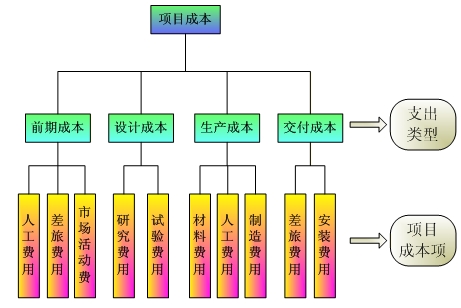 项目成本
前期成本
设计成本
生产成本
交付成本
支出
类型
人工费用
差旅费用
市场活动费
研究费用
试验费用
材料费用
人工费用
制造费用
差旅费用
安装费用
项目
成本项